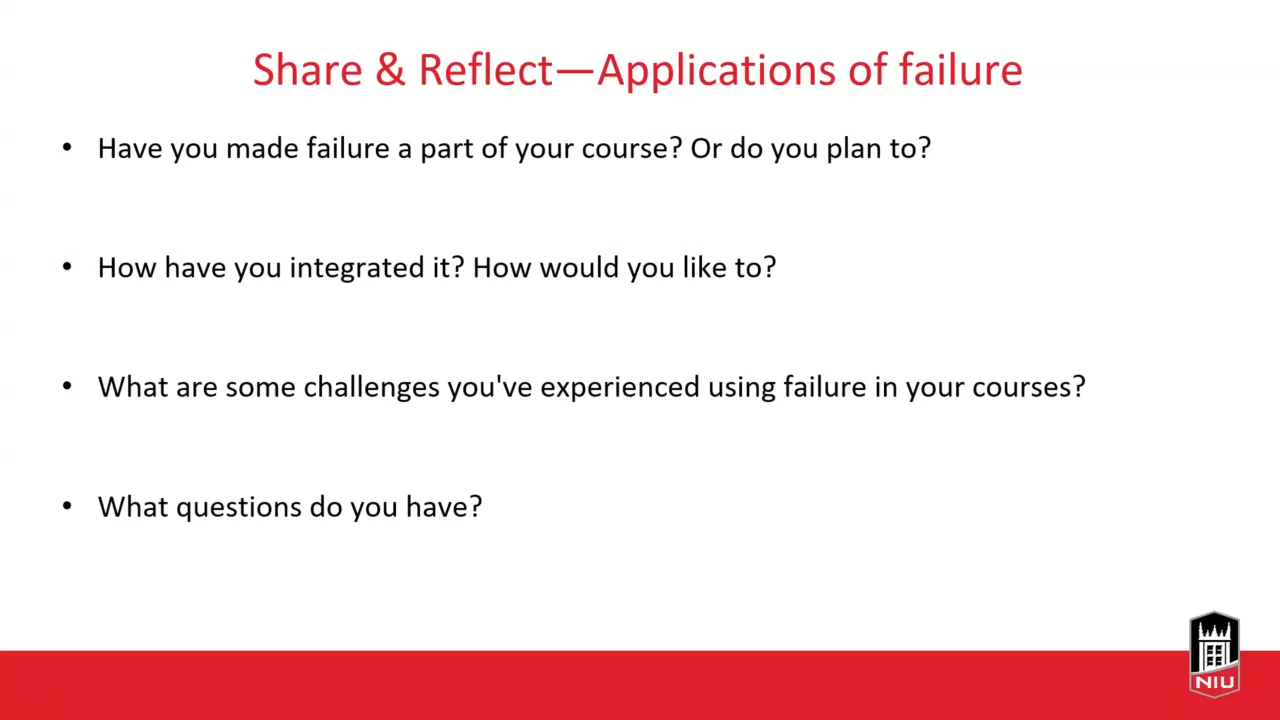 Share & Reflect—Applications of failure
• Have you made failure a part of your course? Or do you plan to?
• How have you integrated it? How would you like to?
• What are some challenges you've experienced using failure in your courses?
• What questions do you have?
NIU